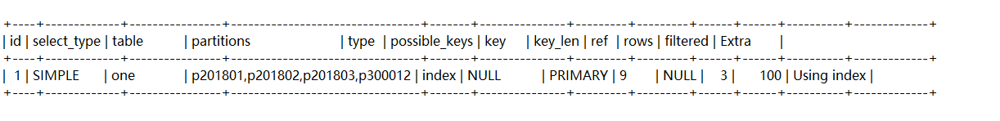 +----+-------------+---------------+-----------------------------------+-------+---------------+---------+---------+------+------+----------+-------------+
| id | select_type | table | partitions | type | possible_keys | key | key_len | ref | rows | filtered | Extra |
+----+-------------+---------------+-----------------------------------+-------+---------------+---------+---------+------+------+----------+-------------+
| 1 | SIMPLE | one | p201801,p201802,p201803,p300012 | index | NULL | PRIMARY | 9 | NULL | 3 | 100 | Using index |
+----+-------------+---------------+-----------------------------------+-------+---------------+---------+---------+------+------+----------+-------------+